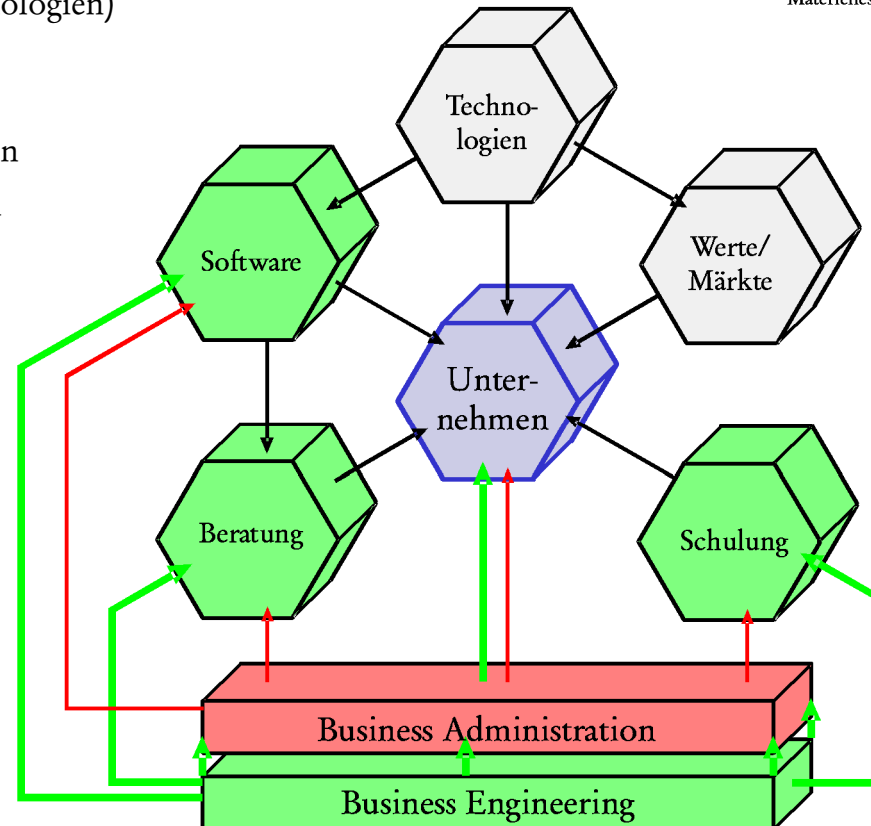 ologien)
n
Techno-
logien
Software
Werte/
Märkte
Unter-
nehmen
Beratung
Schulung
Business Administration
Business Engineering